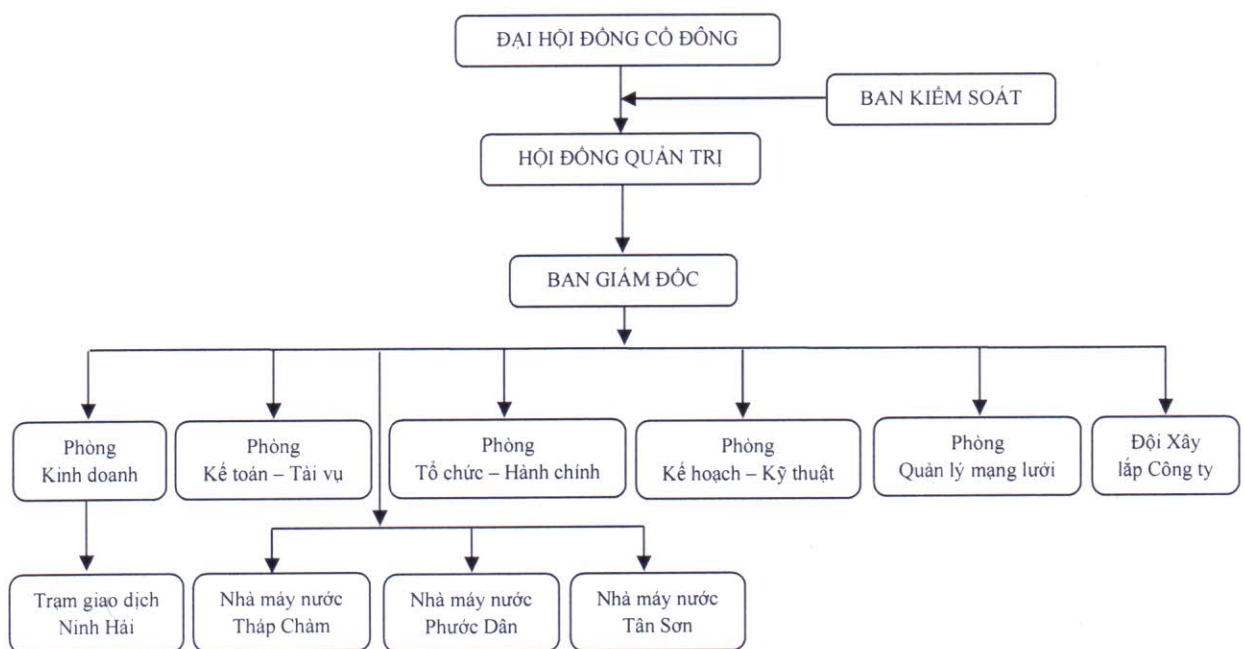 ĐẠI HỘI ĐỒNG CỔ ĐÔNG
BAN KIỂM SOÁT
HỘI ĐỒNG QUẢN TRỊ
BAN GIÁM ĐỐC
Phòng
Kinh doanh
Phòng
Kế toán – Tài vụ
Phòng
Tổ chức – Hành chính
Phòng
Kế hoạch – Kỹ thuật
Phòng
Quản lý mạng lưới
Đội Xây
lắp Công ty
Trạm giao dịch
Ninh Hải
Nhà máy nước
Tháp Chàm
Nhà máy nước
Phước Dân
Nhà máy nước
Tân Sơn